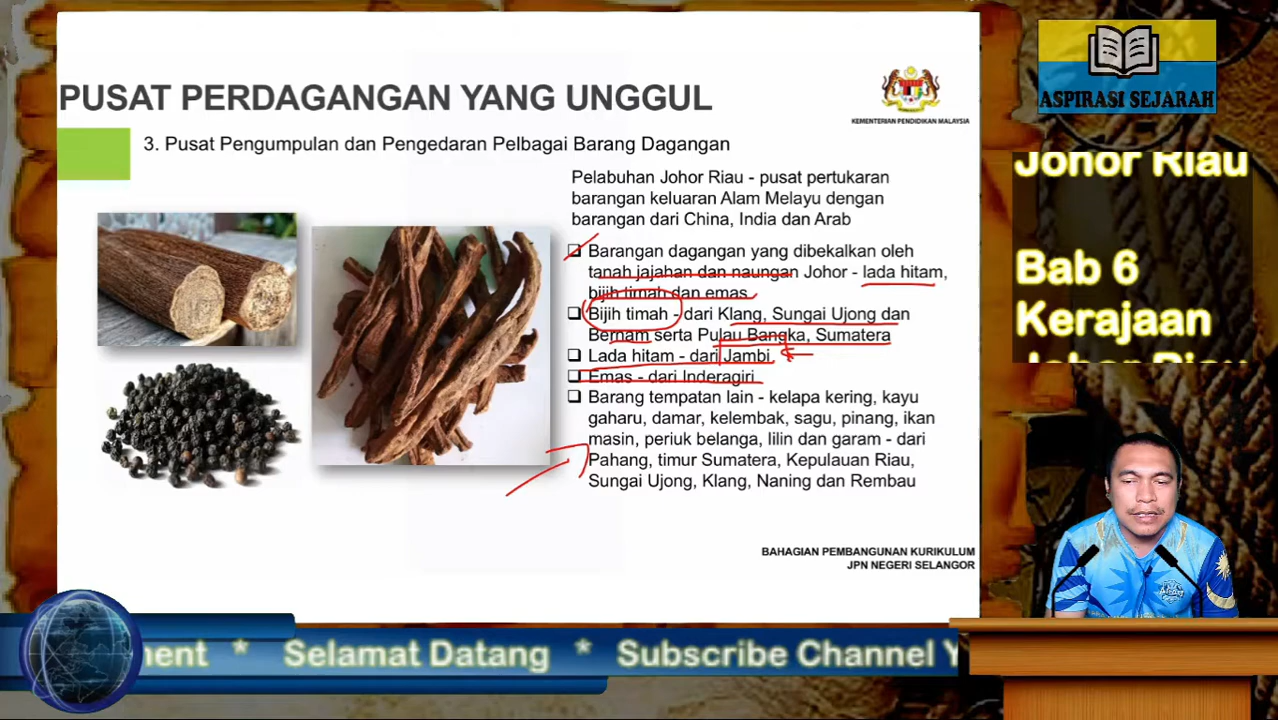 PUSAT PERDAGANGAN YANG UNGGUL
KEMENTERIAN PENDIDIKAN MALAYSIA
3. Pusat Pengumpulan dan Pengedaran Pelbagai Barang Dagangan
Pelabuhan Johor Riau - pusat pertukaran
barangan keluaran Alam Melayu dengan
barangan dari China, India dan Arab
Barangan dagangan yang dibekalkan oleh
tanah jajahan dan naungan Johor - lada hitam,
bijih timah dan emas
Bijih timah - dari Klang, Sungai Ujong dan
Bernam serta Pulau Bangka, Sumatera
Lada hitam - dari Jambi
Emas - dari Inderagiri
Barang tempatan lain - kelapa kering, kayu
gaharu, damar, kelembak, sagu, pinang, ikan
masin, periuk belanga, lilin dan garam - dari
Pahang, timur Sumatera, Kepulauan Riau,
Sungai Ujong, Klang, Naning dan Rembau
BAHAGIAN PEMBANGUNAN KURIKULUM
JPN NEGERI SELANGOR
ASPIRASI SEJARAH
Johor Riau
Bab 6
Kerajaan
Johor Riau
ment * Selamat Datang * Subscribe Channel Y